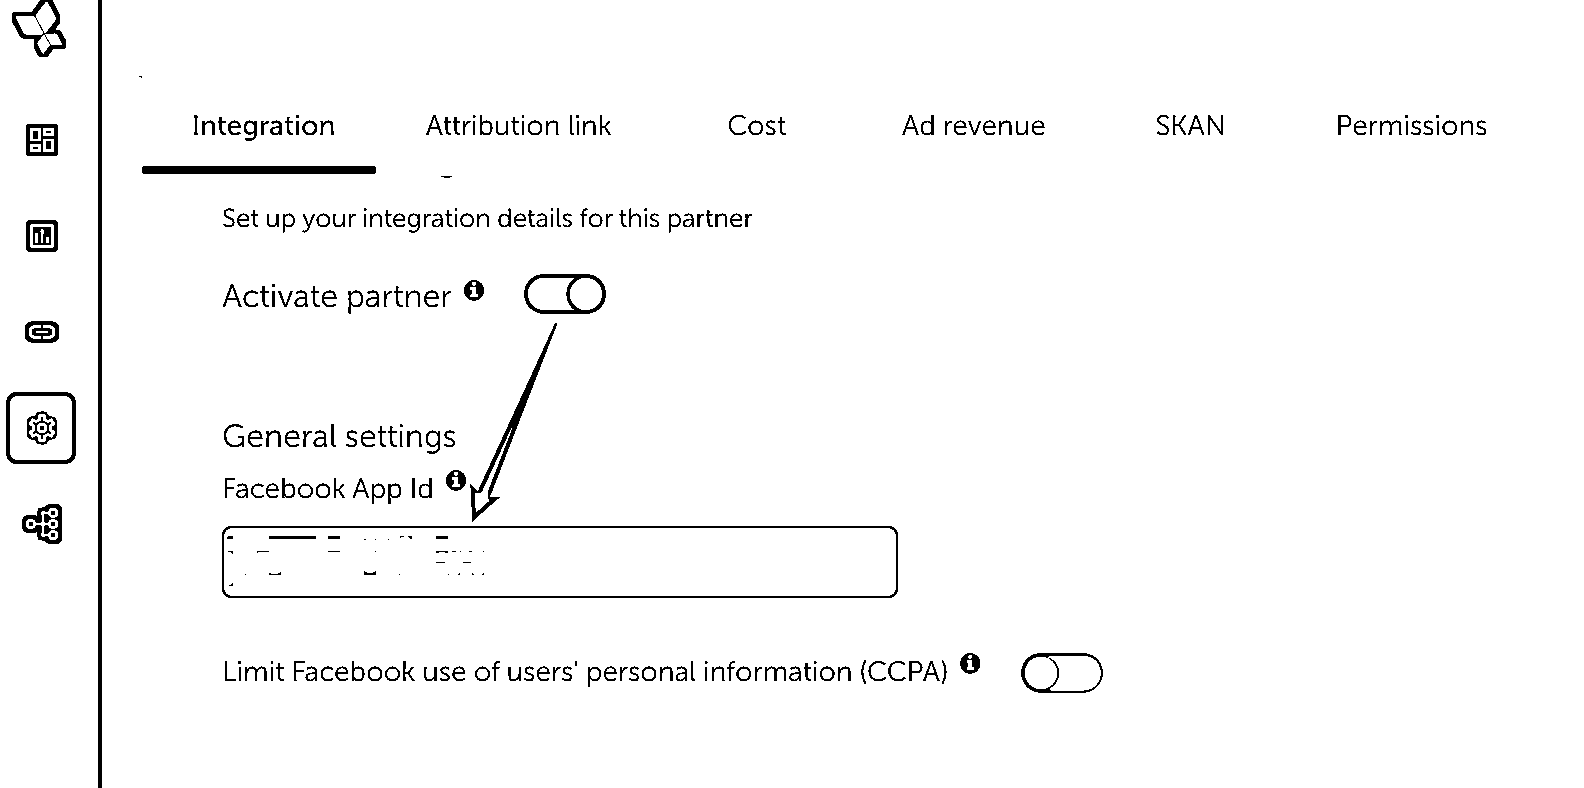 Integration Attribution link Cost Ad revenue SKAN Permissions
Set up your integration details for this partner
Activate partner
General settings
Facebook App Id
Limit Facebook use of users' personal information (CCPA)